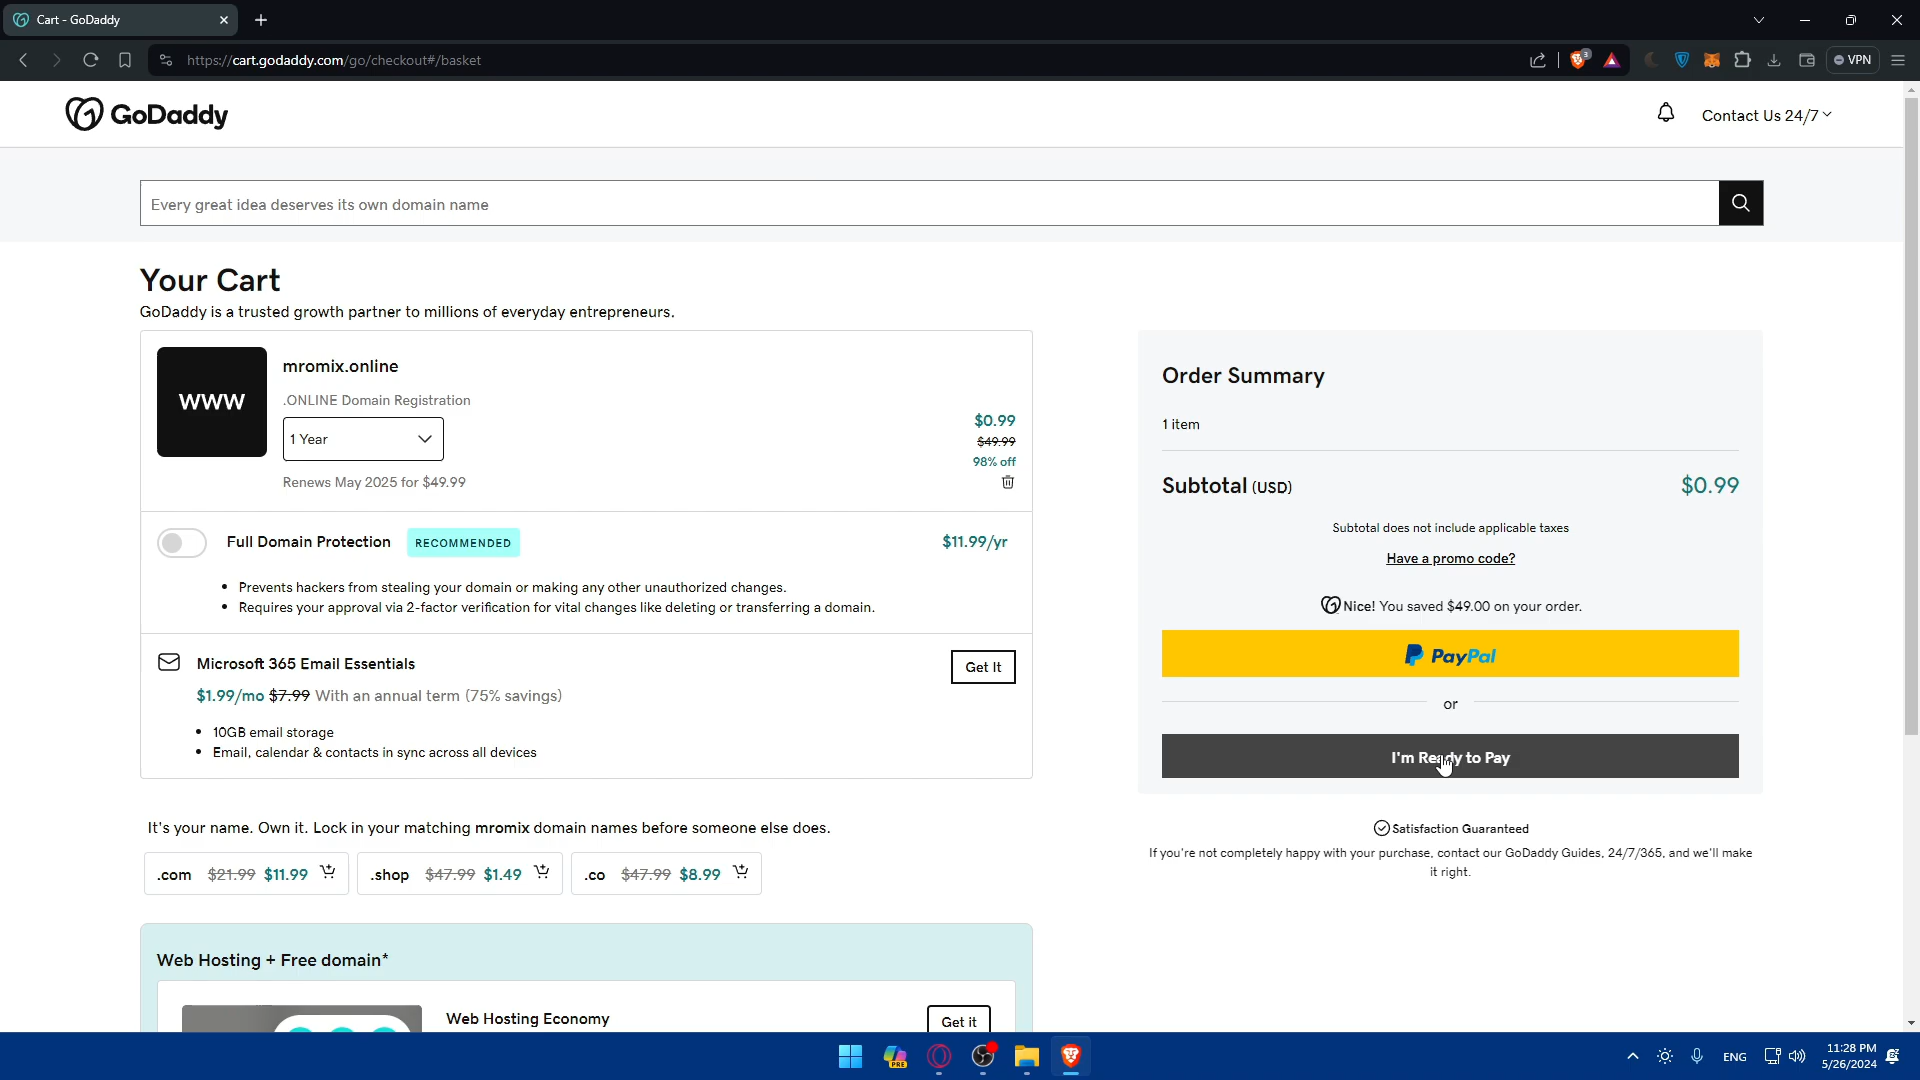 Cart - GoDaddy
https://cart.godaddy.com/go/checkout#/basket
3
VPN
GoDaddy
Contact Us 24/7
Every great idea deserves its own domain name
Your Cart
GoDaddy is a trusted growth partner to millions of everyday entrepreneurs.
www
mromix.online
.ONLINE Domain Registration
1 Year
Renews May 2025 for $49.99
$0.99
$49.99
98% off
Full Domain Protection RECOMMENDED $11.99/yr
• Prevents hackers from stealing your domain or making any other unauthorized changes.
• Requires your approval via 2-factor verification for vital changes like deleting or transferring a domain.
Microsoft 365 Email Essentials
Get It
$1.99/mo $7.99 With an annual term (75% savings)
• 10GB email storage
• Email, calendar & contacts in sync across all devices
Order Summary
1 item
Subtotal (USD) $0.99
Subtotal does not include applicable taxes
Have a promo code?
Nice! You saved $49.00 on your order.
PayPal
or
I'm Ready to Pay
Satisfaction Guaranteed
If you're not completely happy with your purchase, contact our GoDaddy Guides, 24/7/365, and we'll make
it right.
It's your name. Own it. Lock in your matching mromix domain names before someone else does.
.com $21.99 $11.99
.shop $47.99 $1.49
.co $47.99 $8.99
Web Hosting + Free domain*
Web Hosting Economy
Get it
PRE
ENG
11:28 PM
5/26/2024